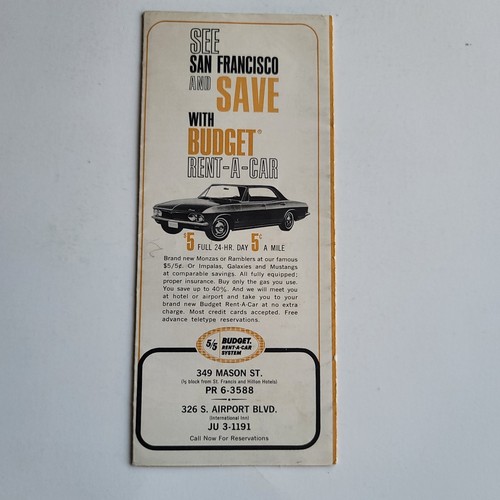 SEE
SAN FRANCISCO
AND SAVE
WITH
BUDGET®
RENT-A-CAR
$5 FULL 24-HR. DAY 5¢ A MILE
Brand new Monzas or Ramblers at our famous
$5/5¢. Or Impalas, Galaxies and Mustangs
at comparable savings. All fully equipped;
proper insurance. Buy only the gas you use.
You save up to 40%. And we will meet you
at hotel or airport and take you to your
brand new Budget Rent-A-Car at no extra
charge. Most credit cards accepted. Free
advance teletype reservations.
5/5 BUDGET.
RENT-A-CAR
SYSTEM
349 MASON ST.
(½ block from St. Francis and Hilton Hotels)
PR 6-3588
326 S. AIRPORT BLVD.
(International Inn)
JU 3-1191
Call Now For Reservations